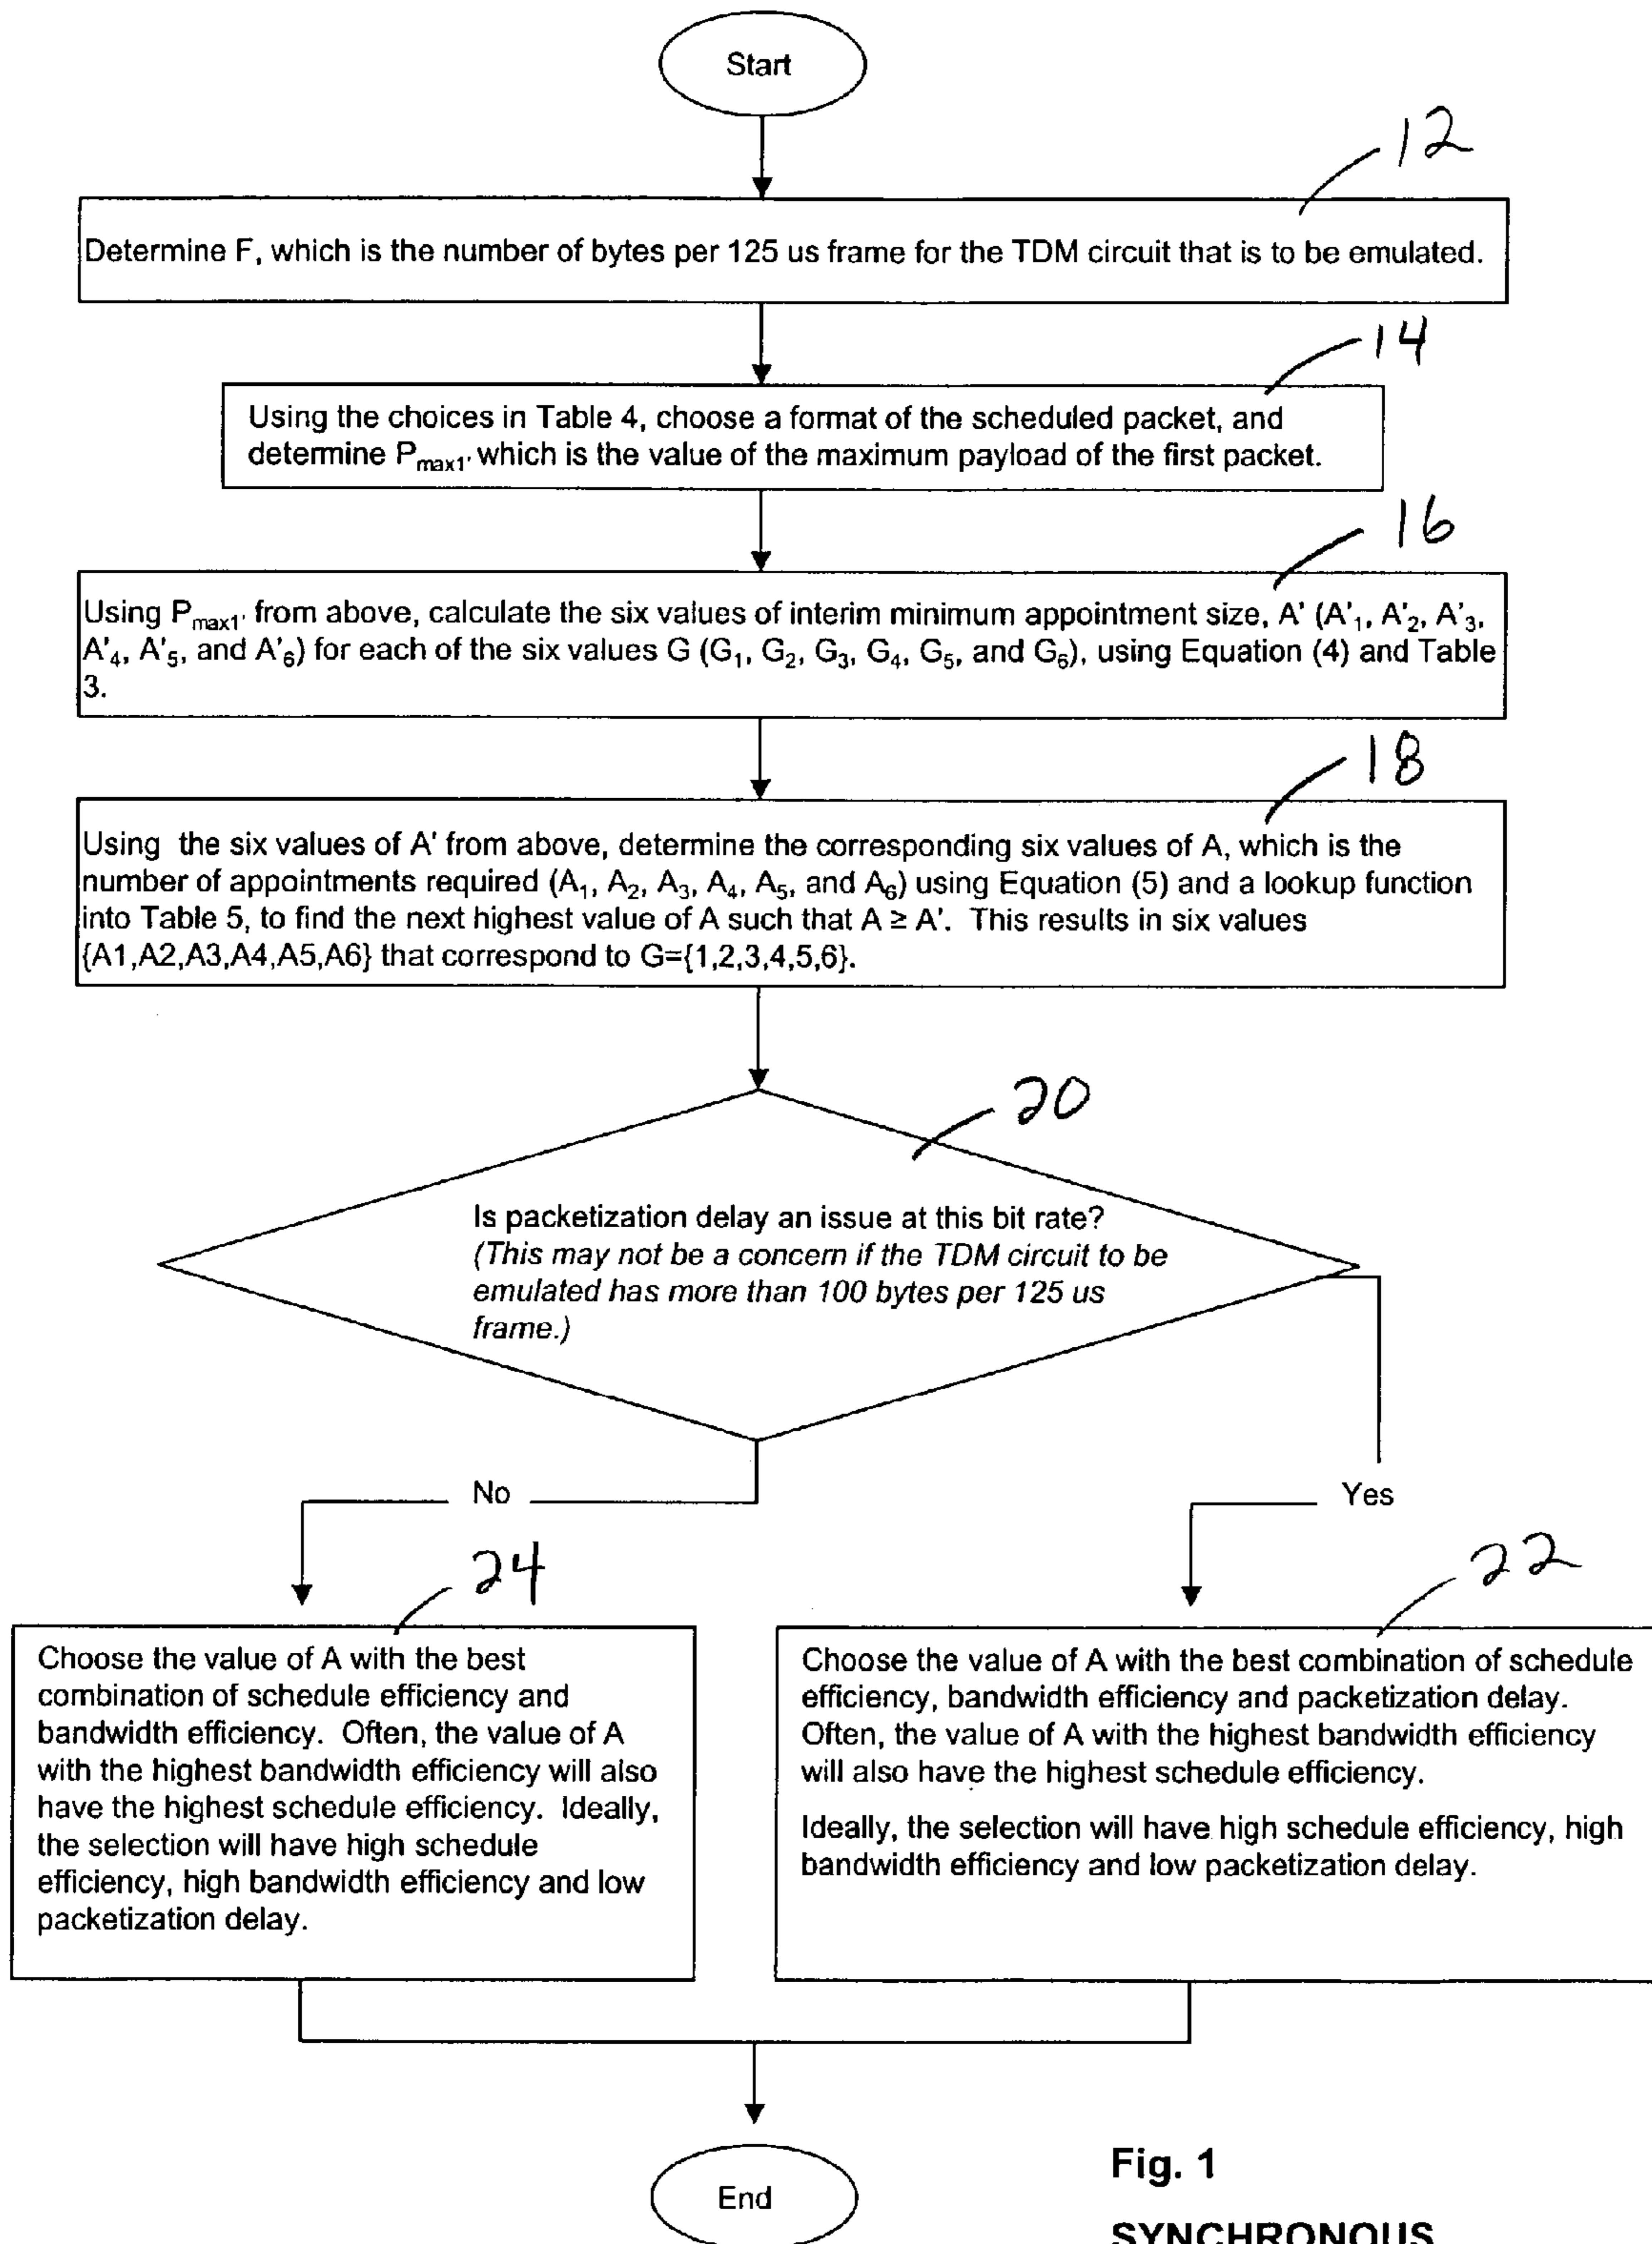 Start
12
Determine F, which is the number of bytes per 125 us frame for the TDM circuit that is to be emulated.
14
Using the choices in Table 4, choose a format of the scheduled packet, and
determine Pmax1, which is the value of the maximum payload of the first packet.
16
Using Pmax1, from above, calculate the six values of interim minimum appointment size, A' (A'1, A'2, A'3,
A'4, A'5, and A'6) for each of the six values G (G1, G2, G3, G4, G5, and G6), using Equation (4) and Table
3.
18
Using the six values of A' from above, determine the corresponding six values of A, which is the
number of appointments required (A1, A2, A3, A4, A5, and A6) using Equation (5) and a lookup function
into Table 5, to find the next highest value of A such that A ≥ A'. This results in six values
{A1,A2,A3,A4,A5,A6} that correspond to G={1,2,3,4,5,6}.
20
Is packetization delay an issue at this bit rate?
(This may not be a concern if the TDM circuit to be
emulated has more than 100 bytes per 125 us
frame.)
No
Yes
24
Choose the value of A with the best
combination of schedule efficiency and
bandwidth efficiency. Often, the value of A
with the highest bandwidth efficiency will also
have the highest schedule efficiency. Ideally,
the selection will have high schedule
efficiency, high bandwidth efficiency and low
packetization delay.
22
Choose the value of A with the best combination of schedule
efficiency, bandwidth efficiency and packetization delay.
Often, the value of A with the highest bandwidth efficiency
will also have the highest schedule efficiency.
Ideally, the selection will have high schedule efficiency, high
bandwidth efficiency and low packetization delay.
End
Fig. 1
SYNCHRONOUS